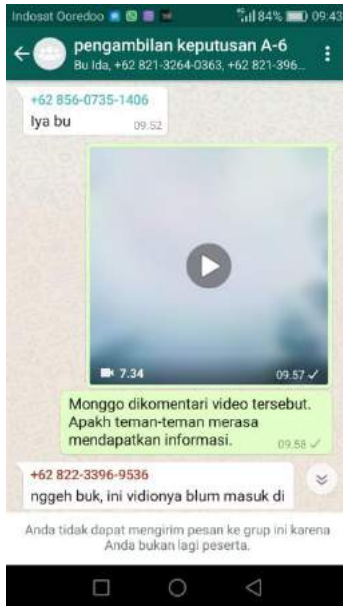 Indosat Ooredoo 84% 09:43
pengambilan keputusan A-6
Bu Ida, +62 821-3264-0363, +62 821-396...
+62 856-0735-1406
Iya bu 09.52
7.34 09.57
Monggo dikomentari video tersebut.
Apakh teman-teman merasa
mendapatkan informasi. 09.58
+62 822-3396-9536
nggeh buk, ini vidionya blum masuk di
Anda tidak dapat mengirim pesan ke grup ini karena
Anda bukan lagi peserta.